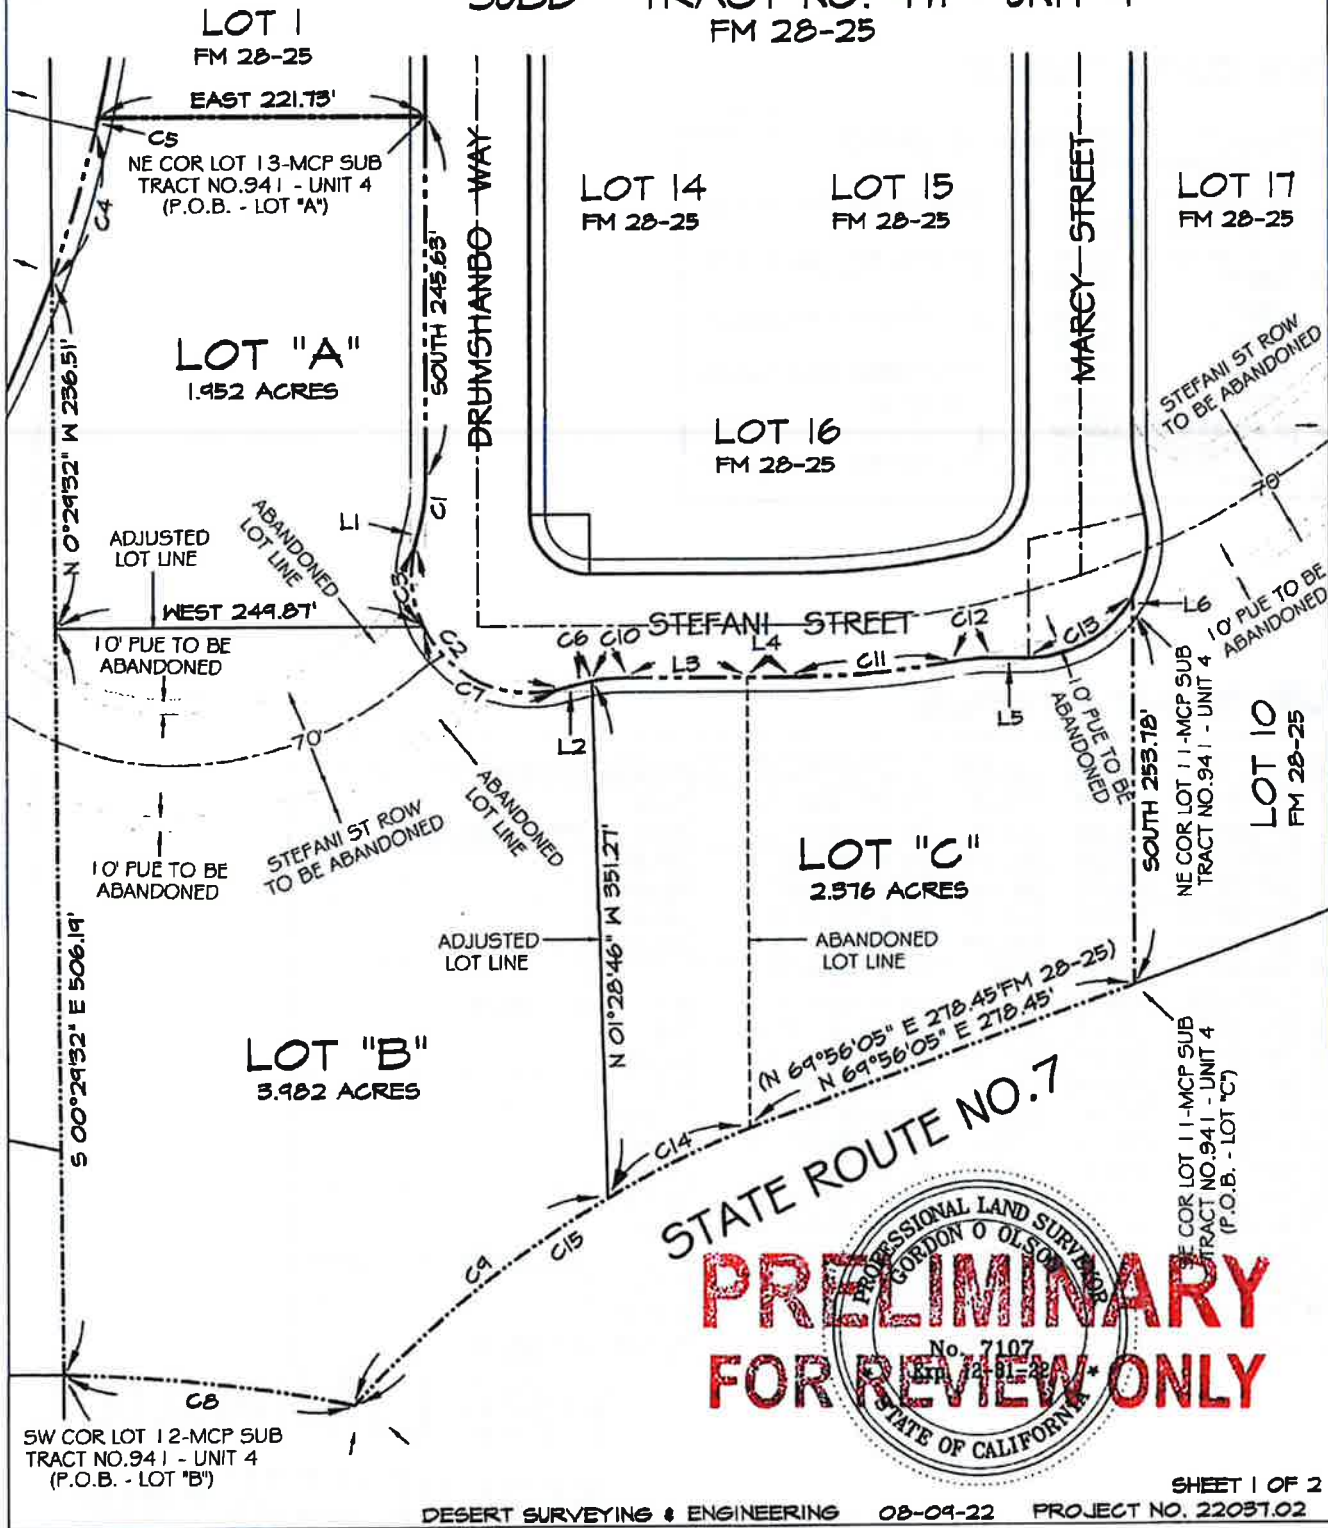 LOT 1
FM 28-25
FM 28-25
EAST 221.73'
C5
NE COR LOT 13-MCP SUB
TRACT NO.941 - UNIT 4
(P.O.B. - LOT "A")
C4
DRUMSHANBO WAY
SOUTH 245.63'
LOT 14
FM 28-25
LOT 15
FM 28-25
MARCY STREET
LOT 17
FM 28-25
LOT "A"
1.952 ACRES
N 0°29'32" W 236.51'
LOT 16
FM 28-25
STEFANI ST ROW
TO BE ABANDONED
70'
C1
L1
ABANDONED
LOT LINE
ADJUSTED
LOT LINE
C3
WEST 249.87'
10' PUE TO BE
ABANDONED
C2
C7
C6
C10
STEFANI STREET
L3
L4
C11
C12
C13
L6
10' PUE TO BE
ABANDONED
L2
L5
10' PUE TO BE
ABANDONED
70'
STEFANI ST ROW
TO BE ABANDONED
ABANDONED
LOT LINE
10' PUE TO BE
ABANDONED
SOUTH 253.78'
NE COR LOT 11-MCP SUB
TRACT NO.941 - UNIT 4
LOT 10
FM 28-25
LOT "C"
2.376 ACRES
N 01°28'46" W 351.27'
ADJUSTED
LOT LINE
ABANDONED
LOT LINE
S 00°29'32" E 506.19'
(N 69°56'05" E 278.45'FM 28-25)
N 69°56'05" E 278.45'
LOT "B"
3.982 ACRES
SE COR LOT 11-MCP SUB
TRACT NO.941 - UNIT 4
(P.O.B. - LOT "C")
C14
STATE ROUTE NO.7
C9
C15
PROFESSIONAL LAND SURVEYOR
GORDON O OLSON
PRELIMINARY
No. 7107
FOR REVIEW ONLY
STATE OF CALIFORNIA
C8
SW COR LOT 12-MCP SUB
TRACT NO.941 - UNIT 4
(P.O.B. - LOT "B")
SHEET 1 OF 2
DESERT SURVEYING & ENGINEERING 08-09-22 PROJECT NO. 22037.02